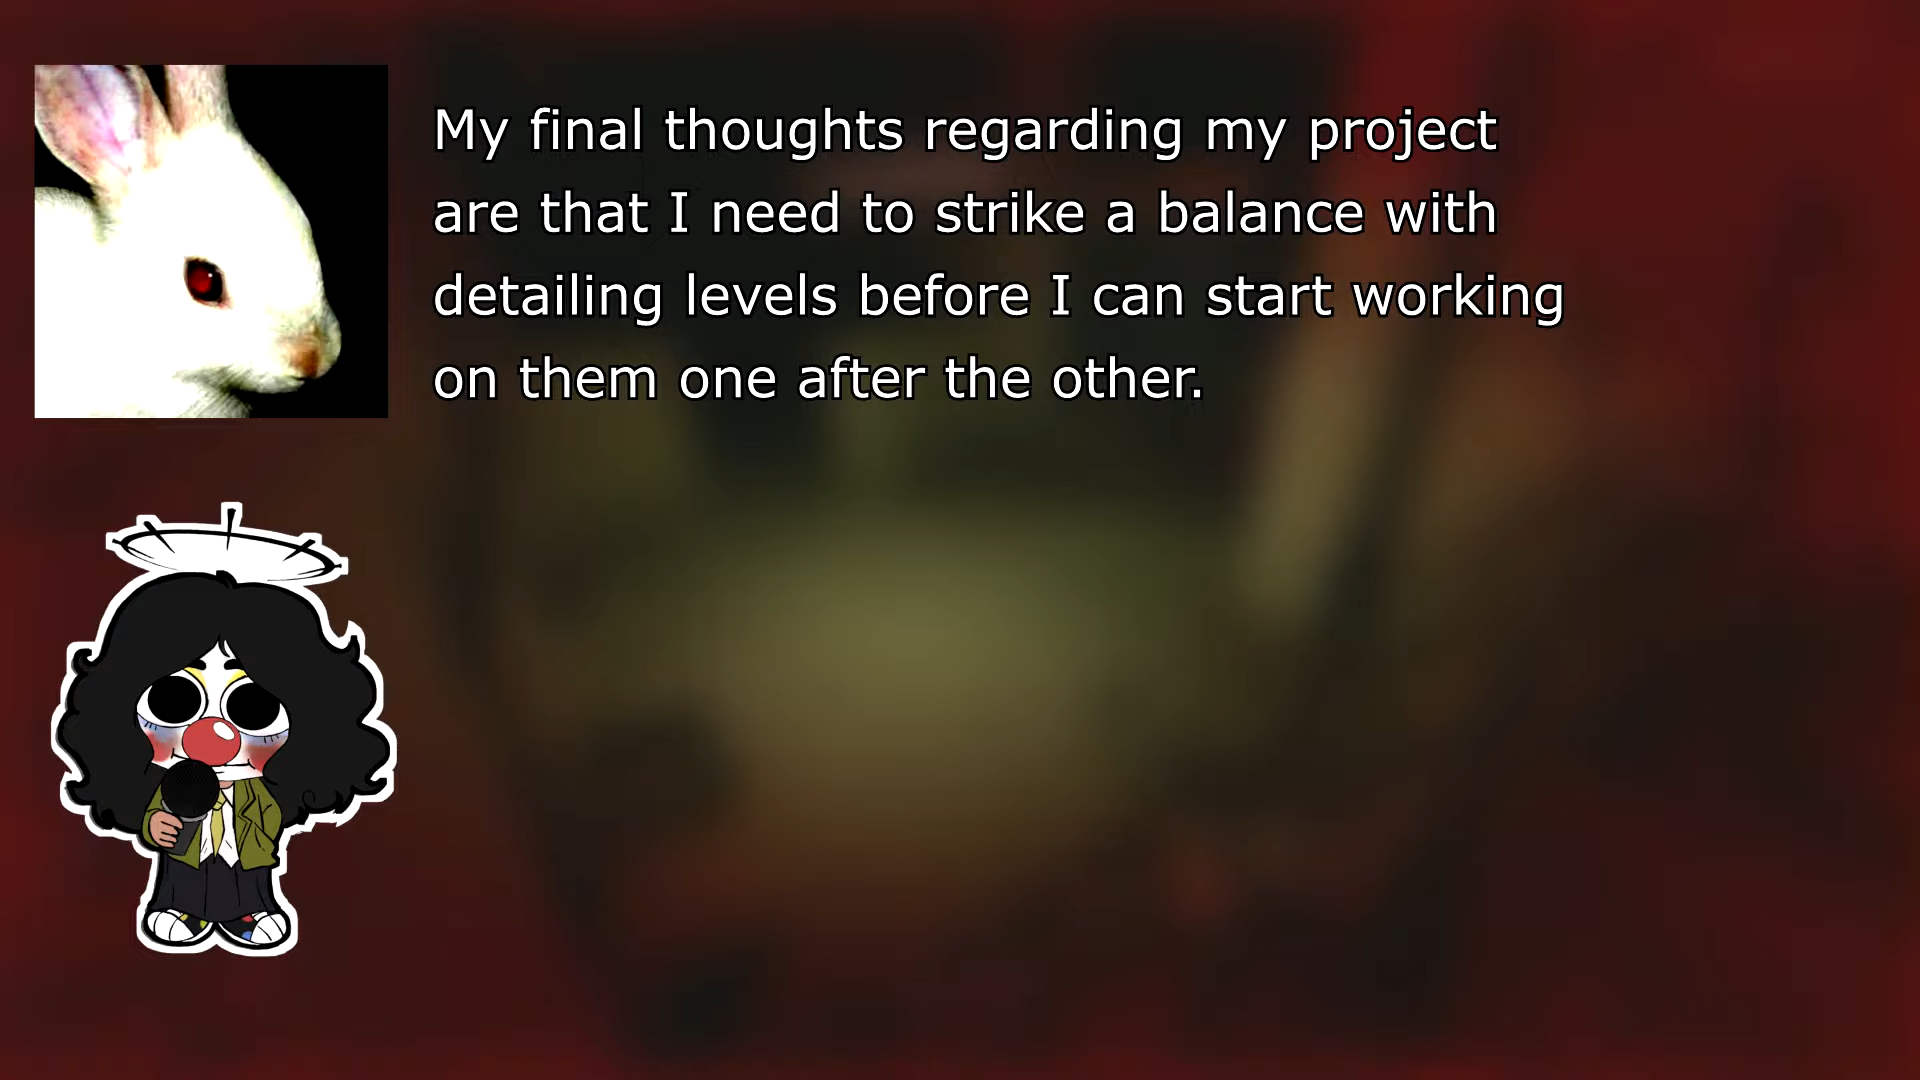 My final thoughts regarding my project
are that I need to strike a balance with
detailing levels before I can start working
on them one after the other.